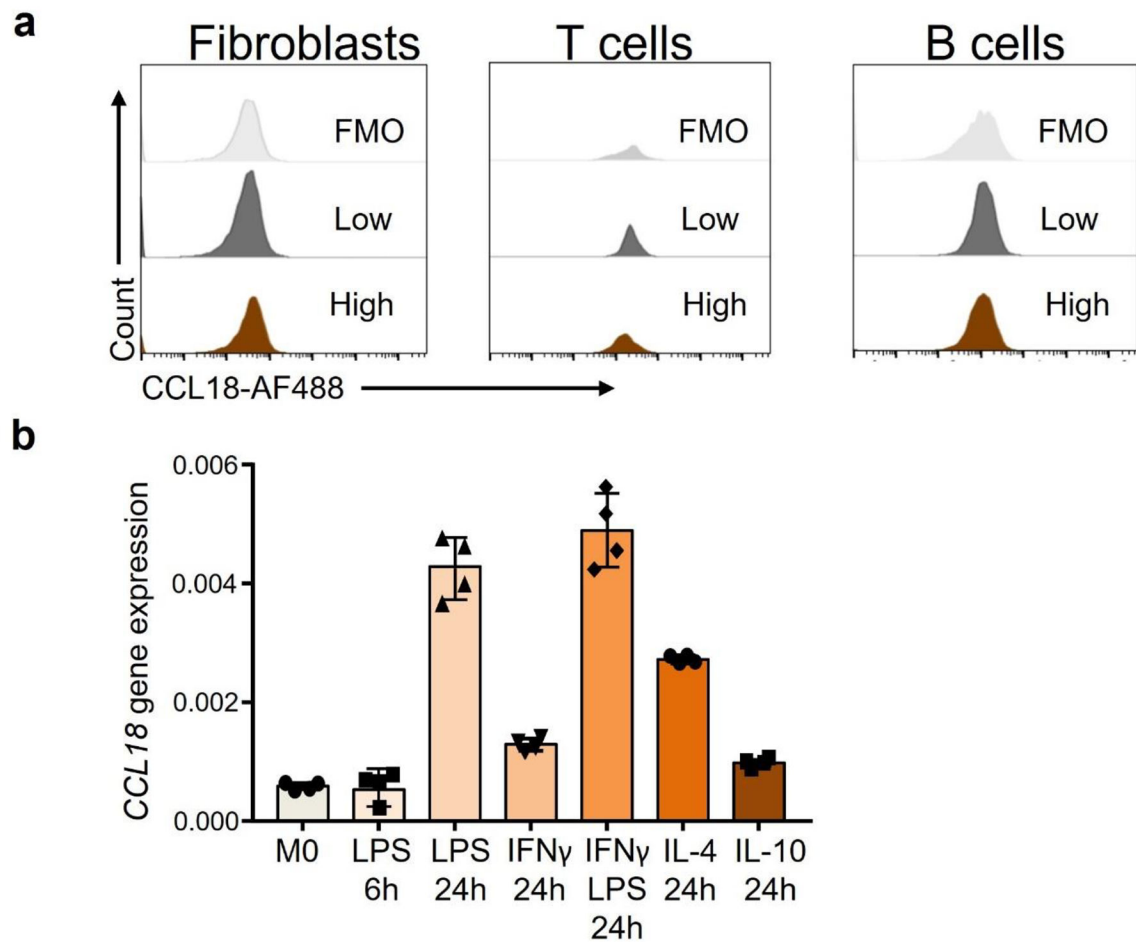 a
Fibroblasts
T cells
B cells
FMO
Low
High
FMO
Low
High
FMO
Low
High
Count
CCL18-AF488
b
CCL18 gene expression
0.006
0.004
0.002
0.000
M0
LPS
6h
LPS
24h
IFNγ
24h
IFNγ
LPS
24h
IL-4
24h
IL-10
24h